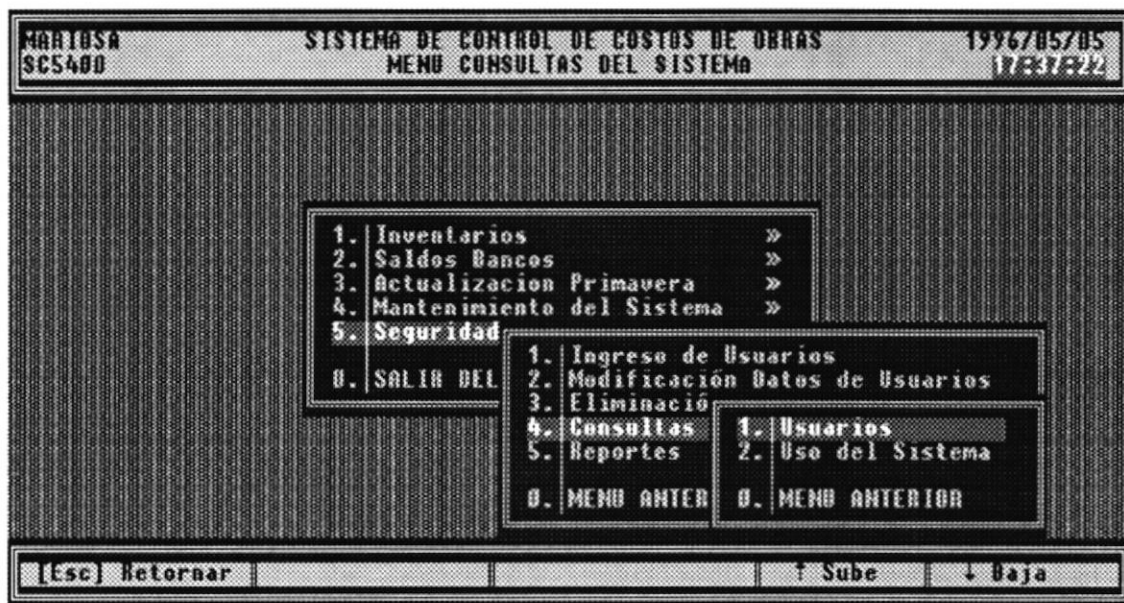 MARIOSA SISTEMA DE CONTROL DE COSTOS DE OBRAS 1996/05/05
SC5400 MENU CONSULTAS DEL SISTEMA 17:37:22
1. Inventarios »
2. Saldos Bancos »
3. Actualizacion Primavera »
4. Mantenimiento del Sistema »
5. Seguridad
0. SALIR DEL
1. Ingreso de Usuarios
2. Modificación Datos de Usuarios
3. Eliminació
4. Consultas
5. Reportes
0. MENU ANTER
1. Usuarios
2. Uso del Sistema
0. MENU ANTERIOR
[Esc] Retornar ↑ Sube ↓ Baja